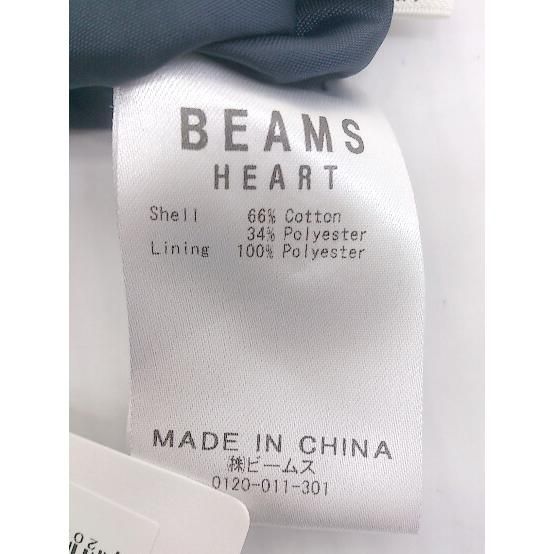 BEAMS
HEART
Shell 66% Cotton
34% Polyester
Lining 100% Polyester
MADE IN CHINA
㈱ビームス
0120-011-301
20